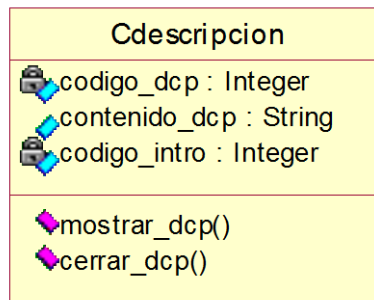 Cdescripcion
codigo_dcp : Integer
contenido_dcp : String
codigo_intro : Integer
mostrar_dcp()
cerrar_dcp()